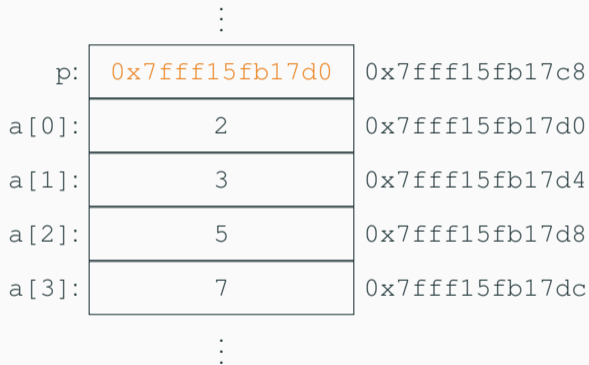 p: 0x7fff15fb17d0 0x7fff15fb17c8
a[0]: 2 0x7fff15fb17d0
a[1]: 3 0x7fff15fb17d4
a[2]: 5 0x7fff15fb17d8
a[3]: 7 0x7fff15fb17dc